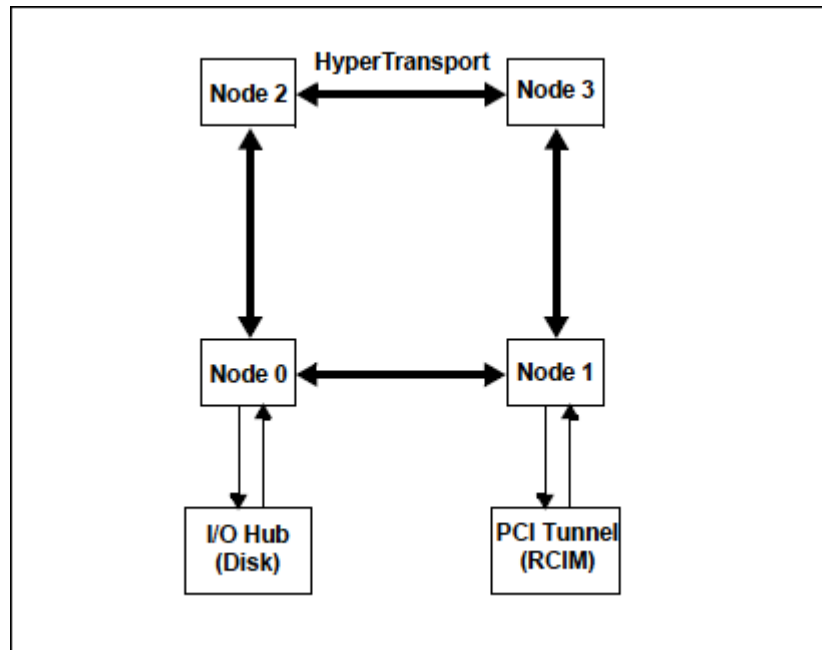 HyperTransport
Node 2
Node 3
Node 0
Node 1
I/O Hub
(Disk)
PCI Tunnel
(RCIM)